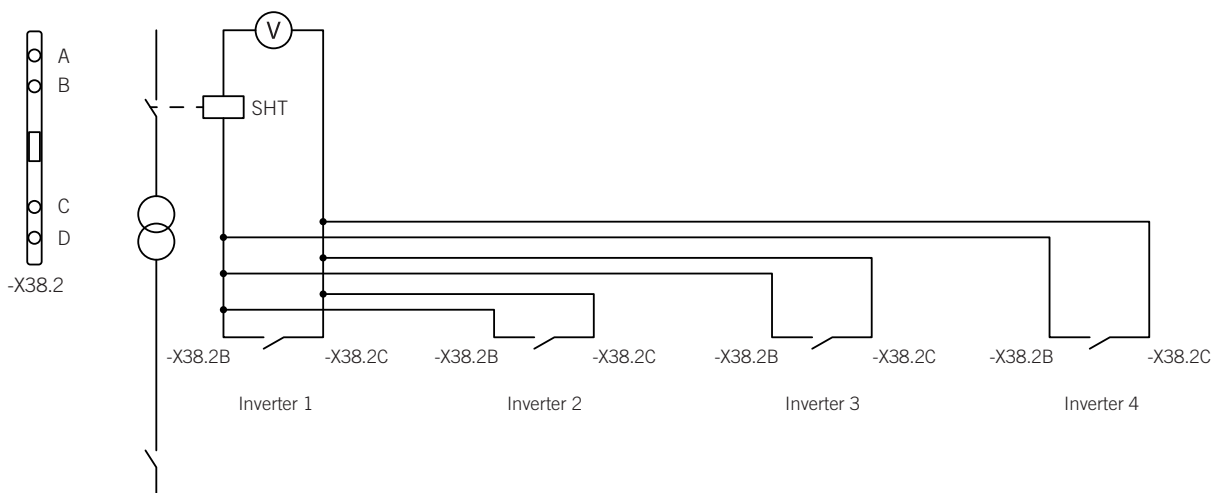 V
A
B
SHT
C
D
-X38.2
-X38.2B -X38.2C -X38.2B -X38.2C -X38.2B -X38.2C -X38.2B -X38.2C
Inverter 1 Inverter 2 Inverter 3 Inverter 4